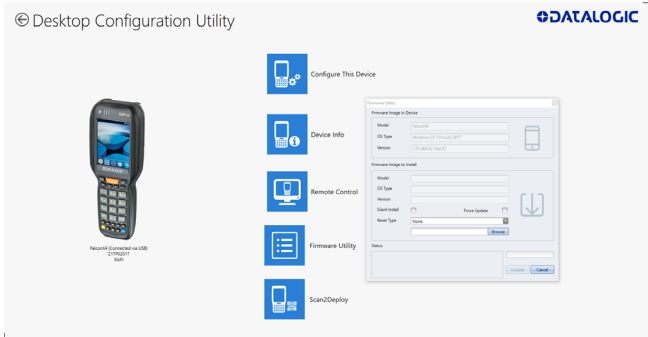 Desktop Configuration Utility
DATALOGIC
Configure This Device
Device Info
Remote Control
Firmware Utility
Scan2Deploy
FalconX4 (Connected via USB)
RAPI
Firmware Utility
Firmware Image in Device
Model
FalconX4
OS Type
Version
Firmware Image to Install
Model
OS Type
Version
Silent Install
Force Update
Reset Type
None
Browse
Status
Update
Cancel